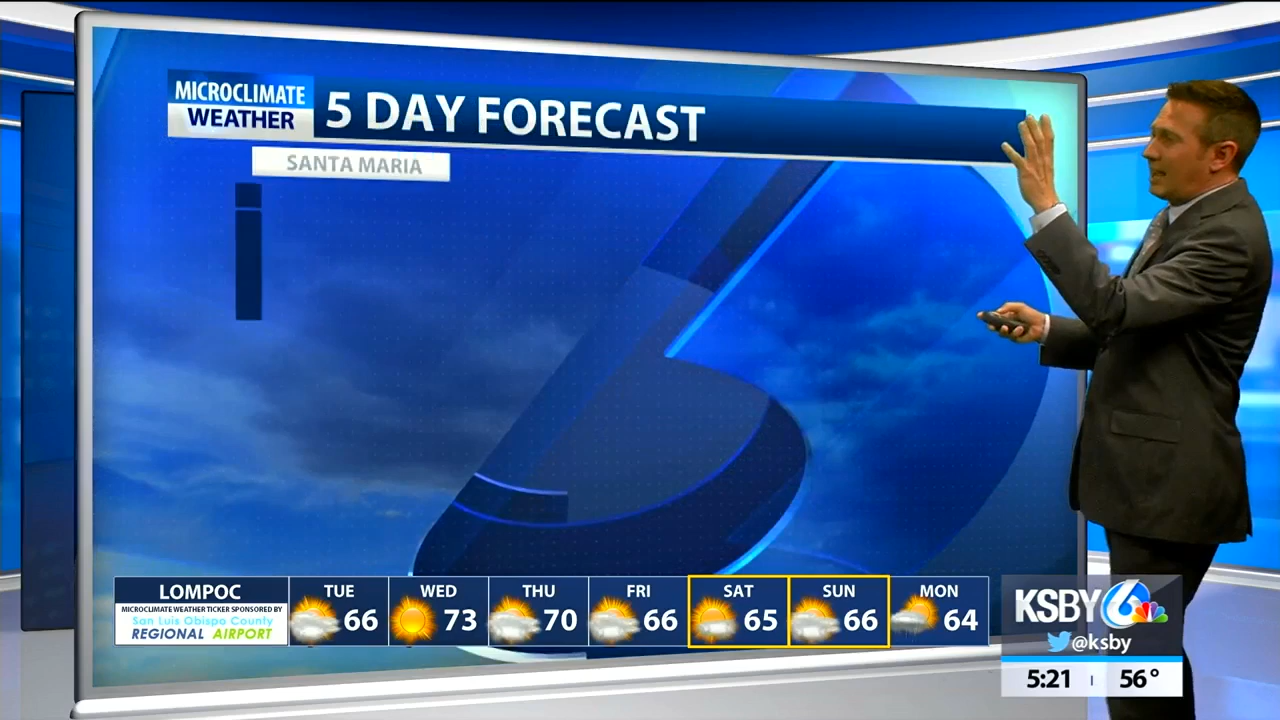 MICROCLIMATE
WEATHER
5 DAY FORECAST
SANTA MARIA
LOMPOC
MICROCLIMATE WEATHER TICKER SPONSORED BY
San Luis Obispo County
REGIONAL AIRPORT
TUE
66
WED
73
THU
70
FRI
66
SAT
65
SUN
66
MON
64
KSBY 6
@ksby
5:21 56°